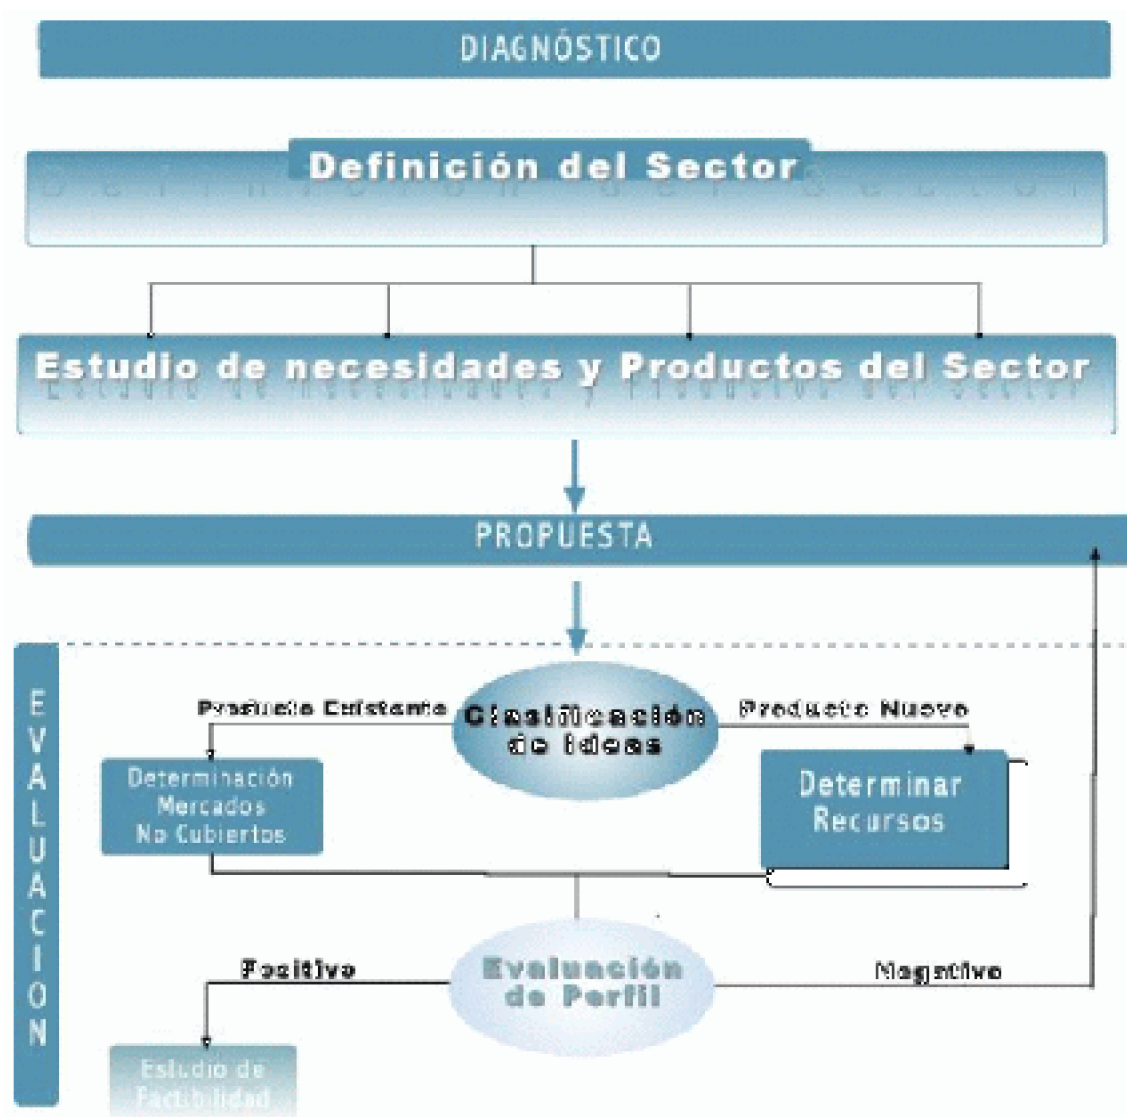 DIAGNÓSTICO
Definición del Sector
Estudio de necesidades y Productos del Sector
PROPUESTA
EVALUACION
Producto Existente
Clasificación
de ideas
Producto Nuevo
Determinación
Mercados
No Cubiertos
Determinar
Recursos
Positivo
Evaluación
de Perfil
Negativo
Estudio de
Factibilidad